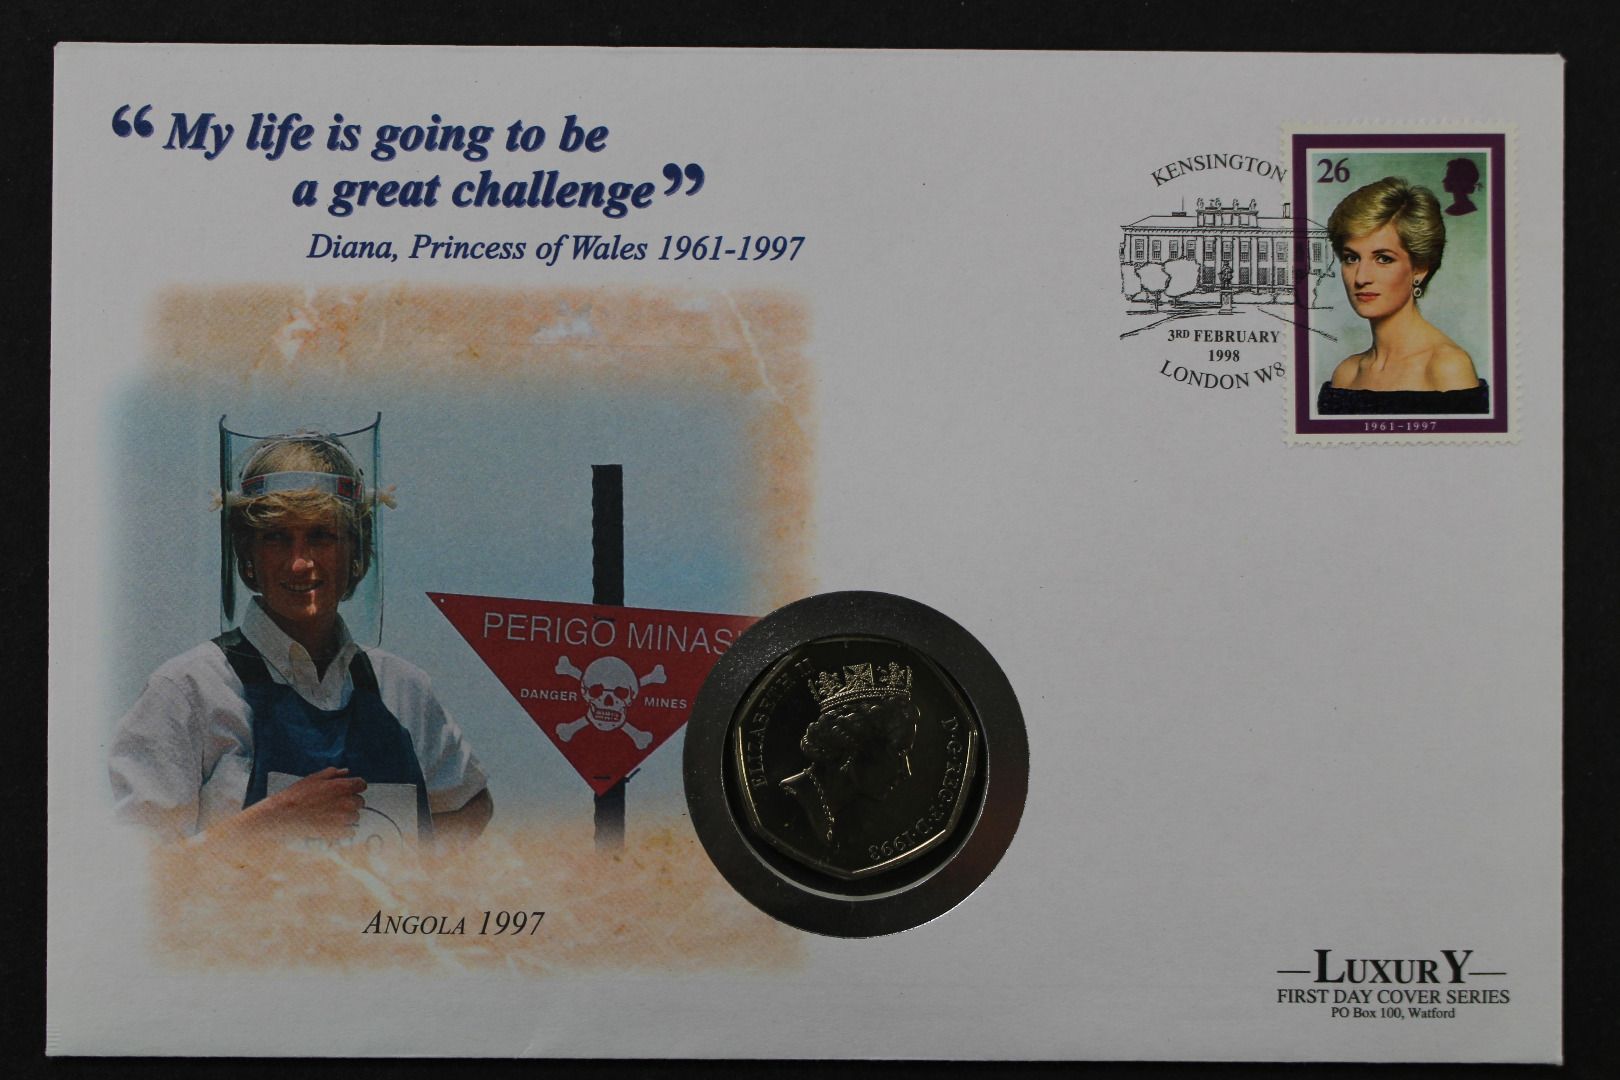 “ My life is going to be
a great challenge ”
Diana, Princess of Wales 1961-1997
KENSINGTON
3RD FEBRUARY
1998
LONDON W8
26
1961-1997
PERIGO MINAS!
DANGER MINES
ELIZABETH II D·G·REG·F·D·1993
ANGOLA 1997
LUXURY
FIRST DAY COVER SERIES
PO Box 100, Watford